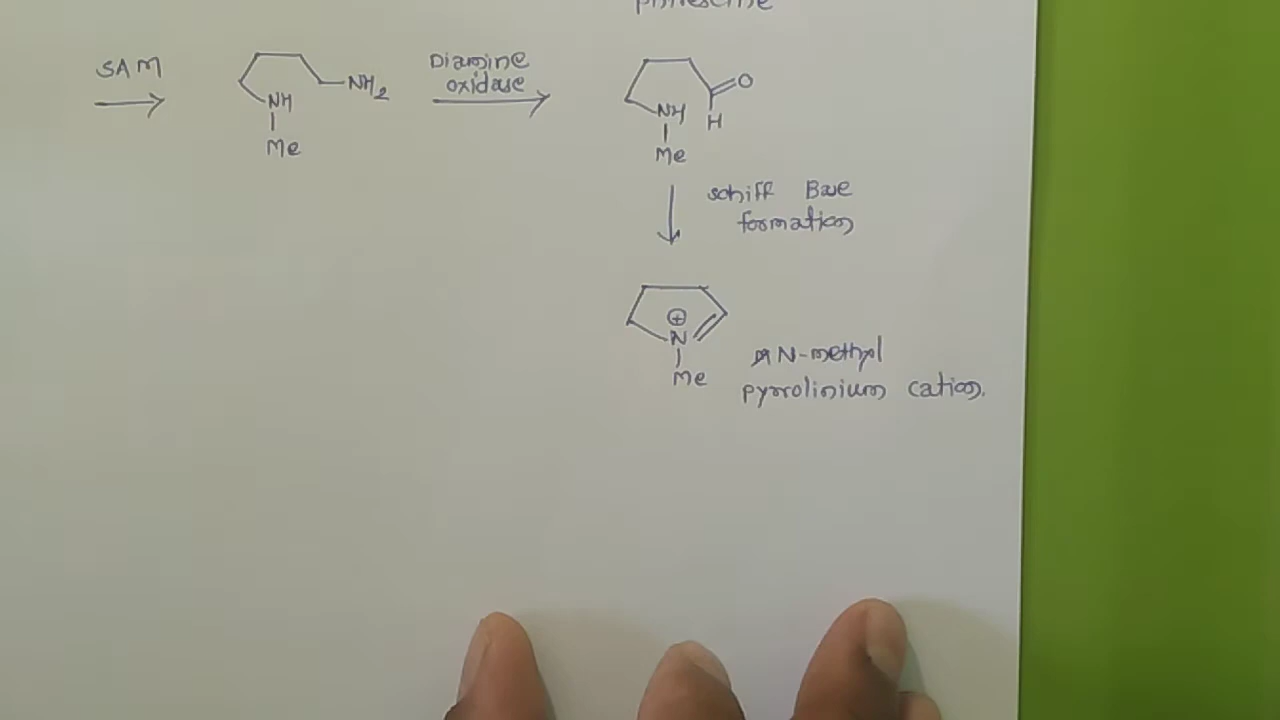 SAM
NH2
NH
Me
Diamine
oxidase
O
NH
H
Me
schiff Base
formation
+
N
Me
N-methyl
pyrrolinium cation.